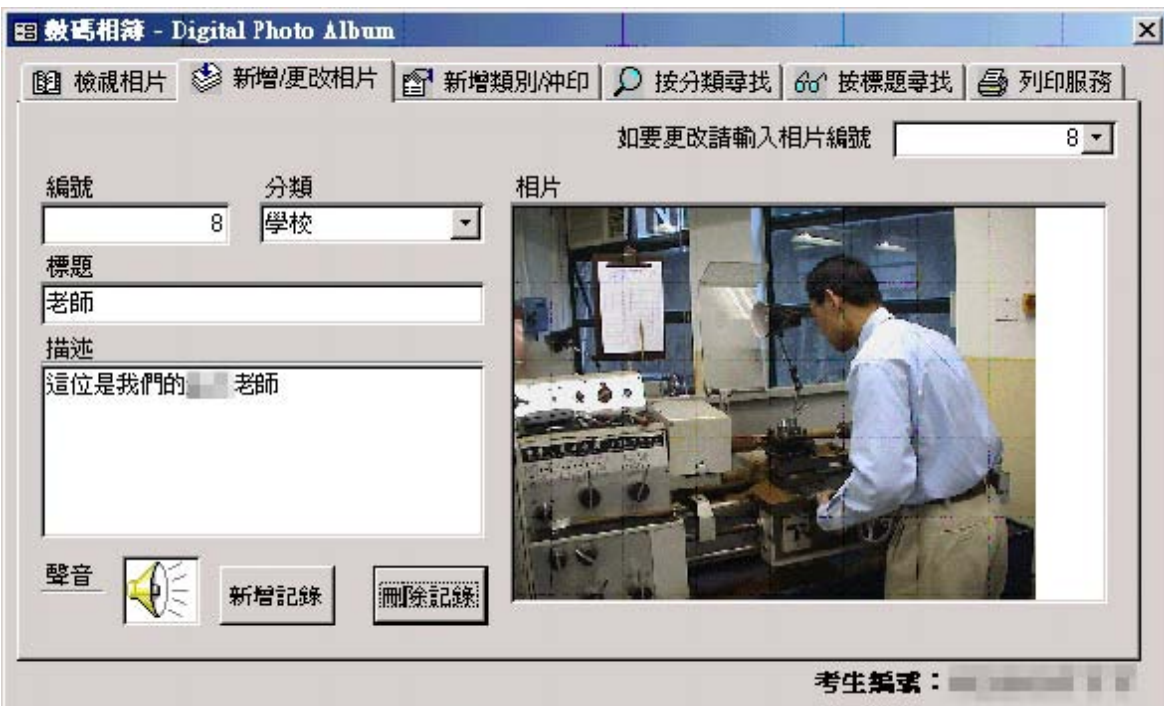 數碼相簿 - Digital Photo Album
檢視相片 新增/更改相片 新增類別/沖印 按分類尋找 按標題尋找 列印服務
如要更改請輸入相片編號 8
編號 分類 相片
8 學校
標題
老師
描述
這位是我們的 老師
聲音 新增記錄 刪除記錄
考生編號：